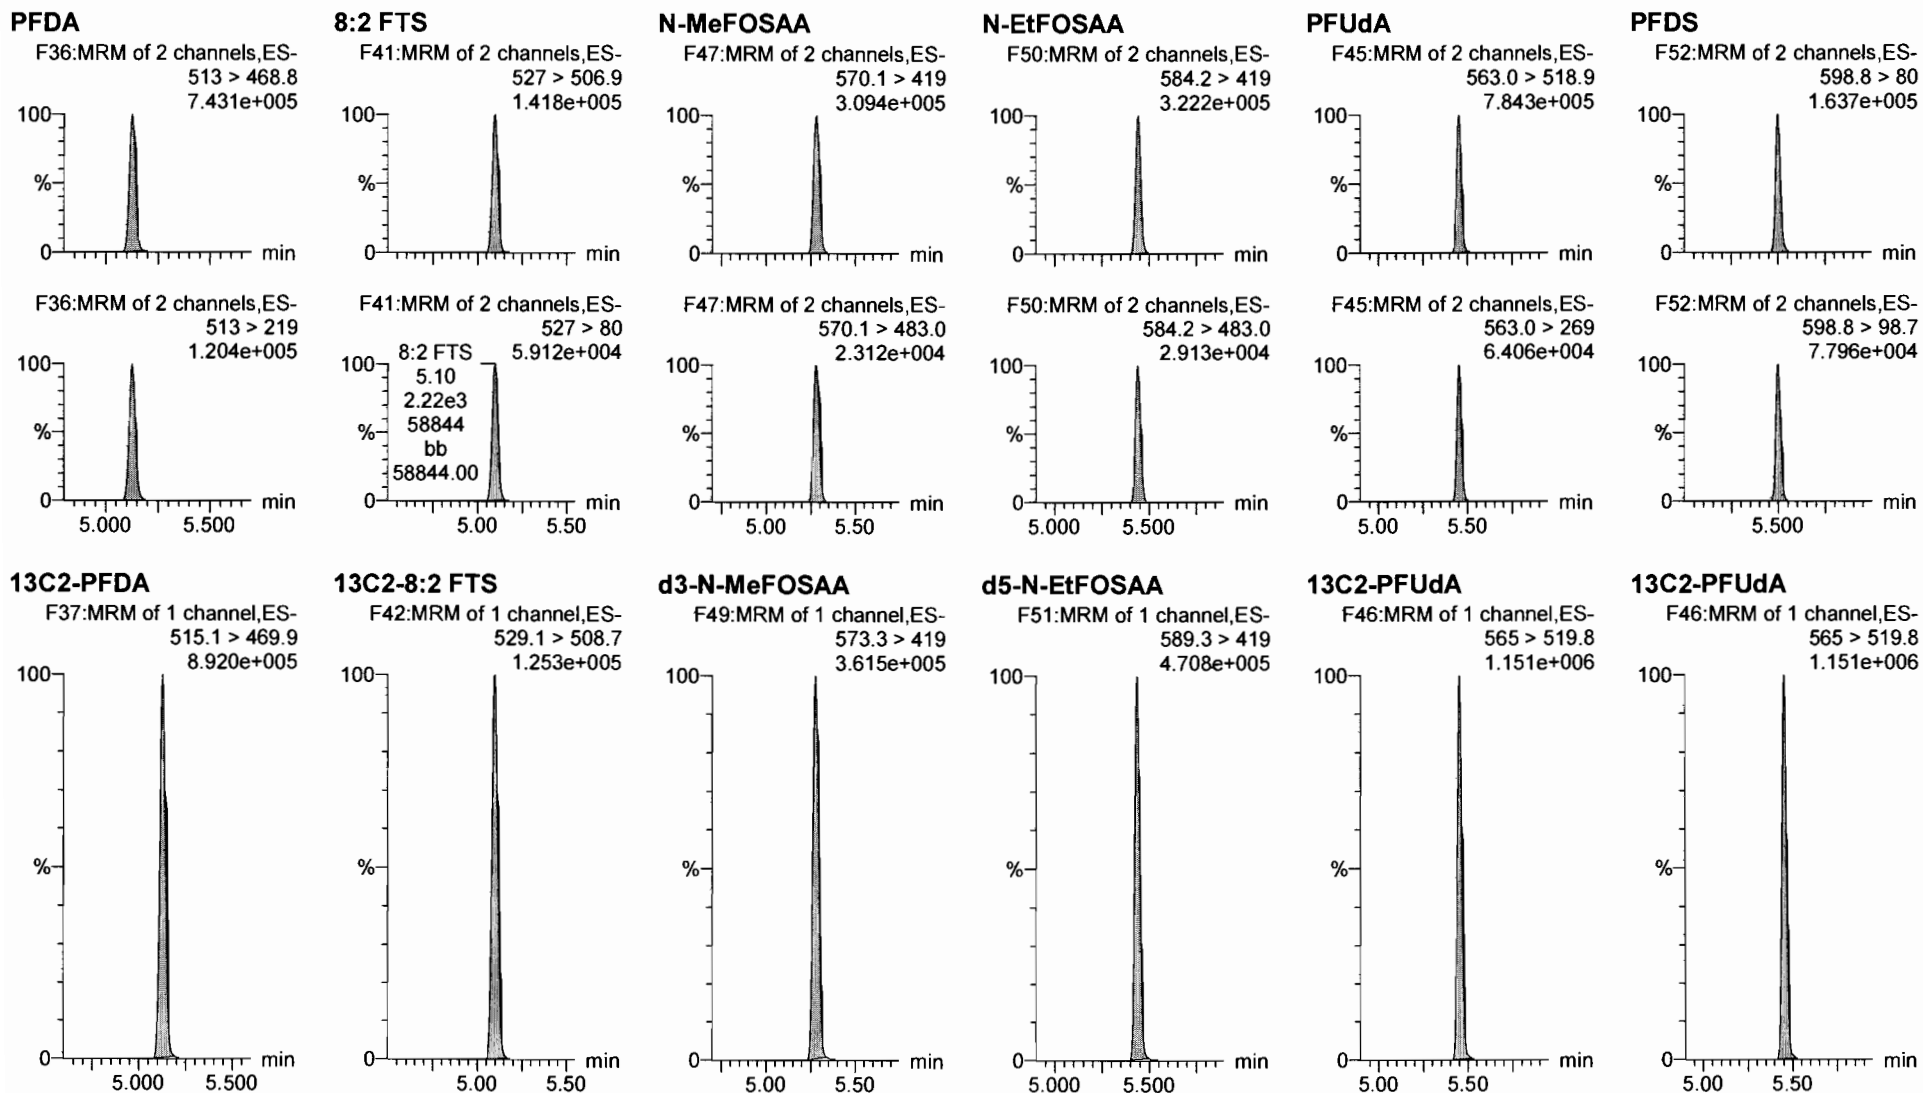 PFDA
F36:MRM of 2 channels,ES-
513 > 468.8
7.431e+005
100
%
0
min
8:2 FTS
F41:MRM of 2 channels,ES-
527 > 506.9
1.418e+005
100
%
0
min
N-MeFOSAA
F47:MRM of 2 channels,ES-
570.1 > 419
3.094e+005
100
%
0
min
N-EtFOSAA
F50:MRM of 2 channels,ES-
584.2 > 419
3.222e+005
100
%
0
min
PFUdA
F45:MRM of 2 channels,ES-
563.0 > 518.9
7.843e+005
100
%
0
min
PFDS
F52:MRM of 2 channels,ES-
598.8 > 80
1.637e+005
100
%
0
min
F36:MRM of 2 channels,ES-
513 > 219
1.204e+005
100
%
0
min
5.000 5.500
F41:MRM of 2 channels,ES-
527 > 80
5.912e+004
8:2 FTS
5.10
2.22e3
58844
bb
58844.00
100
%
0
min
5.00 5.50
F47:MRM of 2 channels,ES-
570.1 > 483.0
2.312e+004
100
%
0
min
5.00 5.50
F50:MRM of 2 channels,ES-
584.2 > 483.0
2.913e+004
100
%
0
min
5.000 5.500
F45:MRM of 2 channels,ES-
563.0 > 269
6.406e+004
100
%
0
min
5.00 5.50
F52:MRM of 2 channels,ES-
598.8 > 98.7
7.796e+004
100
%
0
min
5.500
13C2-PFDA
F37:MRM of 1 channel,ES-
515.1 > 469.9
8.920e+005
100
%
0
min
5.000 5.500
13C2-8:2 FTS
F42:MRM of 1 channel,ES-
529.1 > 508.7
1.253e+005
100
%
0
min
5.00 5.50
d3-N-MeFOSAA
F49:MRM of 1 channel,ES-
573.3 > 419
3.615e+005
100
%
0
min
5.00 5.50
d5-N-EtFOSAA
F51:MRM of 1 channel,ES-
589.3 > 419
4.708e+005
100
%
0
min
5.000 5.500
13C2-PFUdA
F46:MRM of 1 channel,ES-
565 > 519.8
1.151e+006
100
%
0
min
5.00 5.50
13C2-PFUdA
F46:MRM of 1 channel,ES-
565 > 519.8
1.151e+006
100
%
0
min
5.00 5.50